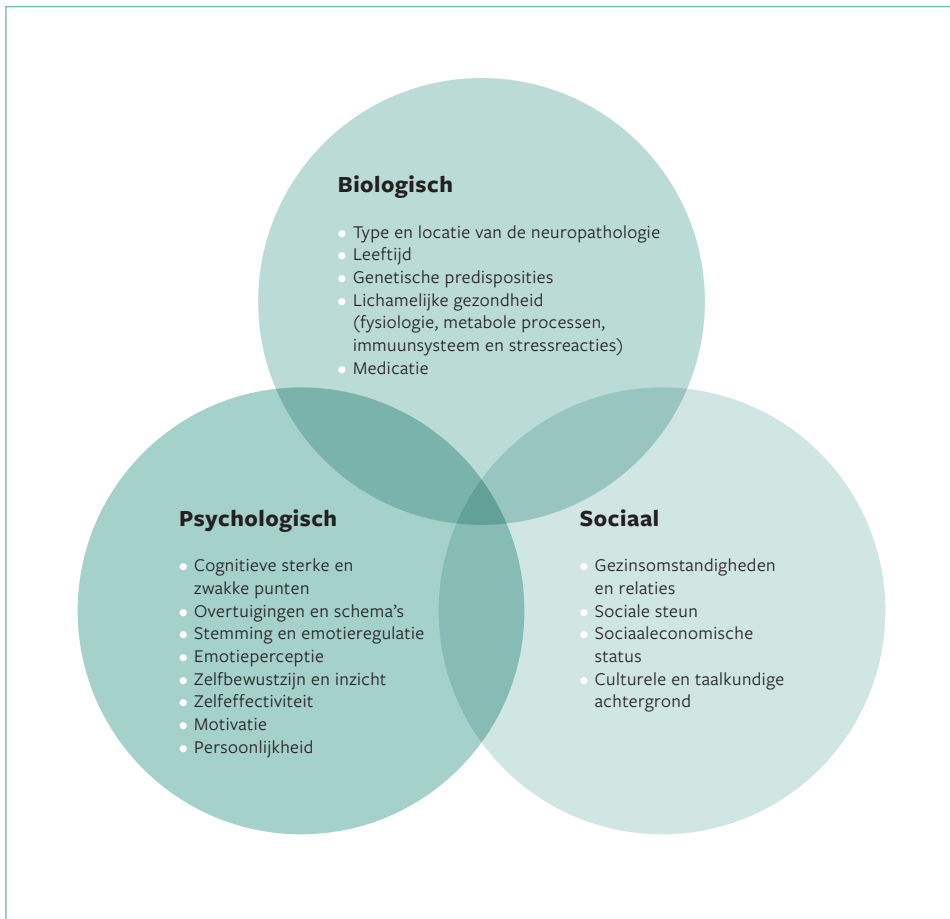 Biologisch
• Type en locatie van de neuropathologie
• Leeftijd
• Genetische predisposities
• Lichamelijke gezondheid
(fysiologie, metabole processen,
immuunsysteem en stressreacties)
• Medicatie
Psychologisch
• Cognitieve sterke en
zwakke punten
• Overtuigingen en schema’s
• Stemming en emotieregulatie
• Emotieperceptie
• Zelfbewustzijn en inzicht
• Zelfeffectiviteit
• Motivatie
• Persoonlijkheid
Sociaal
• Gezinsomstandigheden
en relaties
• Sociale steun
• Sociaaleconomische
status
• Culturele en taalkundige
achtergrond